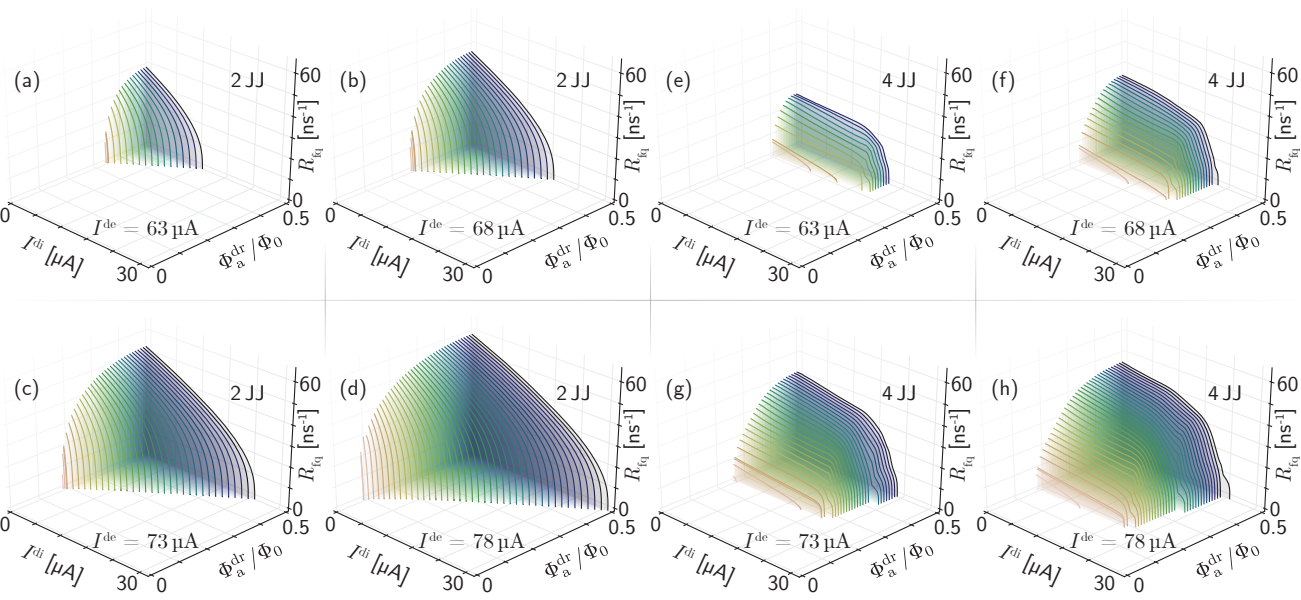 (a)
2 JJ
60
R_fq [ns⁻¹]
0
0.5
0
I^di [μA]
30
0
Φ_a^dr/Φ_0
I^de = 63 μA
(b)
2 JJ
0
I^di [μA]
30
0
Φ_a^dr/Φ_0
0.5
0
60
R_fq [ns⁻¹]
I^de = 68 μA
(e)
4 JJ
60
R_fq [ns⁻¹]
0
0.5
0
I^di [μA]
30
0
Φ_a^dr/Φ_0
I^de = 63 μA
(f)
4 JJ
60
R_fq [ns⁻¹]
0
0.5
0
I^di [μA]
30
0
Φ_a^dr/Φ_0
I^de = 68 μA
(c)
2 JJ
60
R_fq [ns⁻¹]
0
0.5
0
I^di [μA]
30
0
Φ_a^dr/Φ_0
I^de = 73 μA
(d)
2 JJ
60
R_fq [ns⁻¹]
0
0.5
0
I^di [μA]
30
0
Φ_a^dr/Φ_0
I^de = 78 μA
(g)
4 JJ
60
R_fq [ns⁻¹]
0
0.5
0
I^di [μA]
30
0
Φ_a^dr/Φ_0
I^de = 73 μA
(h)
4 JJ
60
R_fq [ns⁻¹]
0
0.5
0
I^di [μA]
30
0
Φ_a^dr/Φ_0
I^de = 78 μA